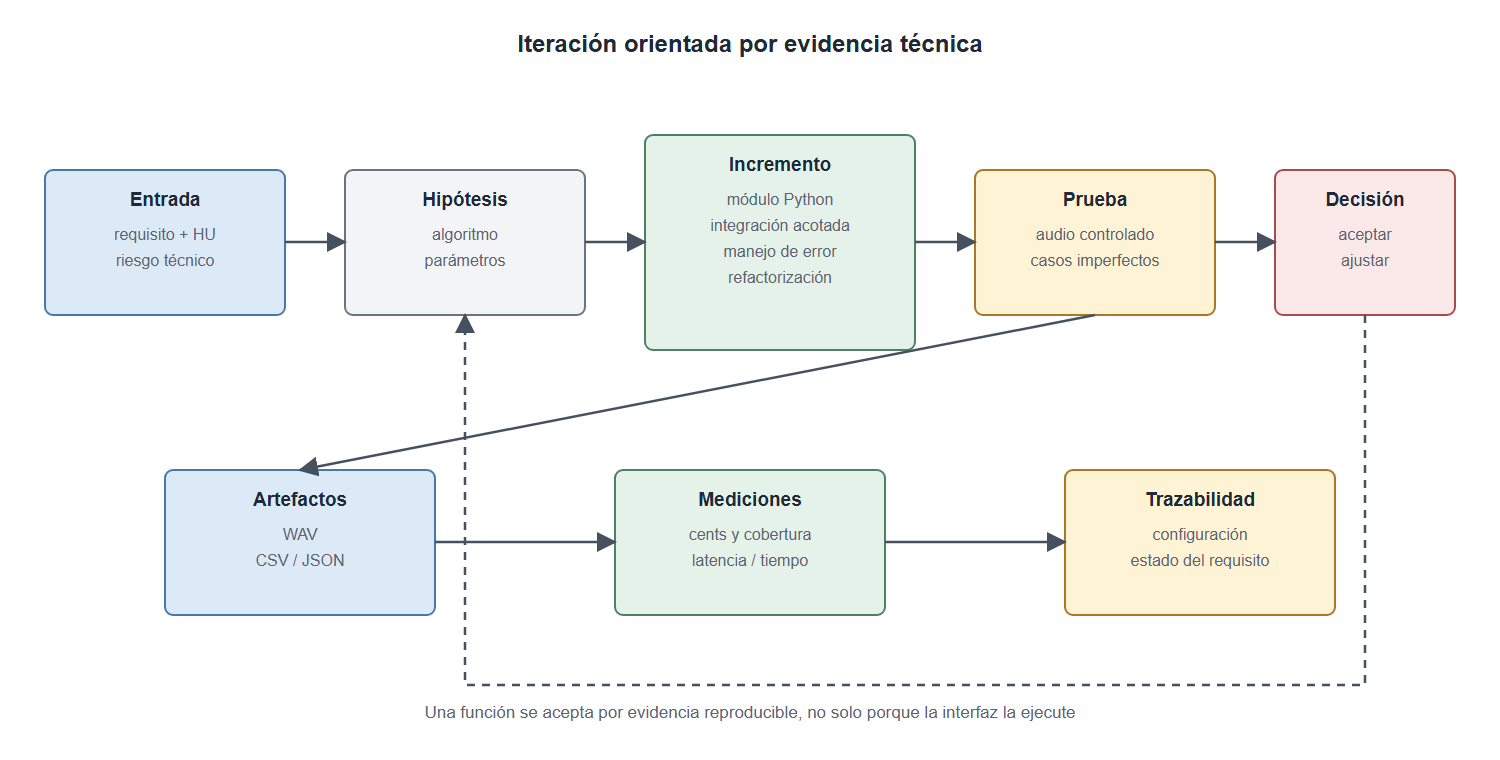 Iteración orientada por evidencia técnica
Entrada
requisito + HU
riesgo técnico
Hipótesis
algoritmo
parámetros
Incremento
módulo Python
integración acotada
manejo de error
refactorización
Prueba
audio controlado
casos imperfectos
Decisión
aceptar
ajustar
Artefactos
WAV
CSV / JSON
Mediciones
cents y cobertura
latencia / tiempo
Trazabilidad
configuración
estado del requisito
Una función se acepta por evidencia reproducible, no solo porque la interfaz la ejecute